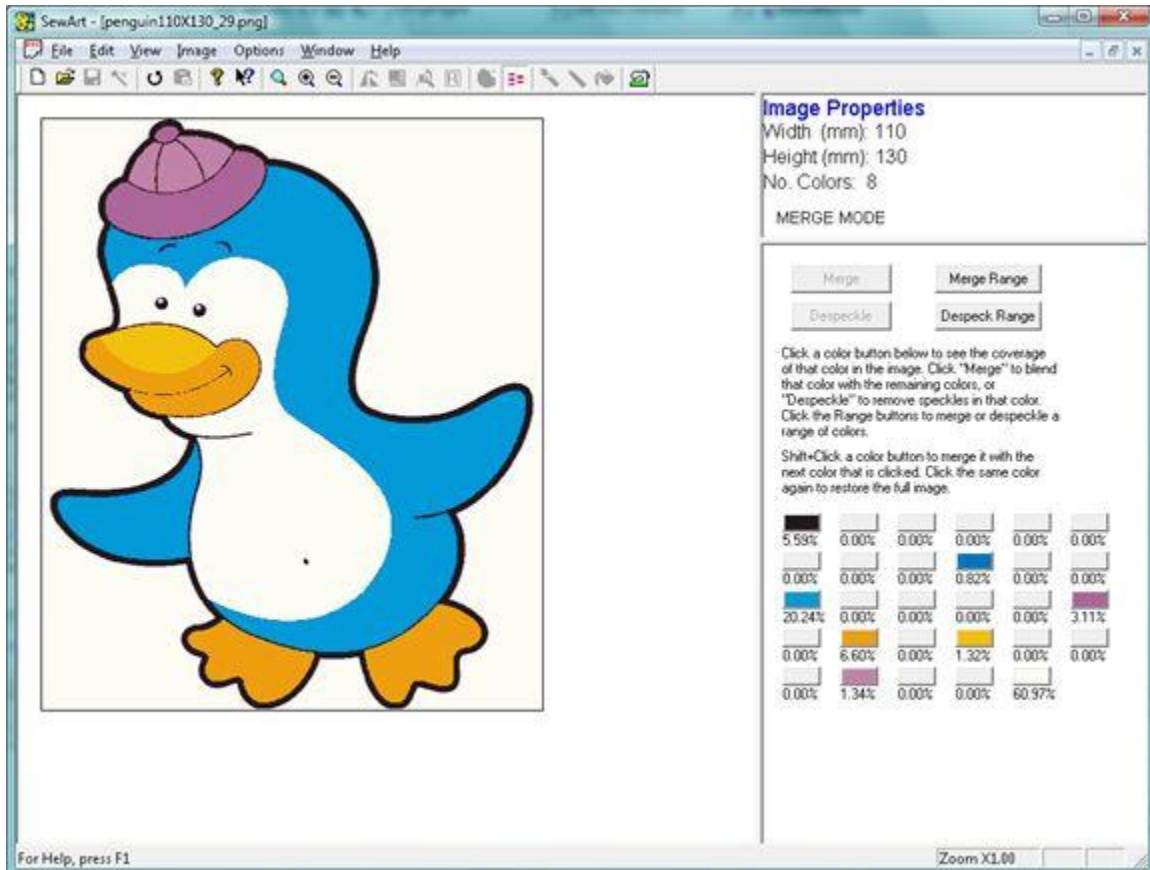 SewArt - [penguin110X130_29.png]
File Edit View Image Options Window Help
Image Properties
Width (mm): 110
Height (mm): 130
No. Colors: 8
MERGE MODE
Merge Merge Range
Despeckle Despeck Range
Click a color button below to see the coverage
of that color in the image. Click "Merge" to blend
that color with the remaining colors, or
"Despeckle" to remove speckles in that color.
Click the Range buttons to merge or despeckle a
range of colors.
Shift+Click a color button to merge it with the
next color that is clicked. Click the same color
again to restore the full image.
5.59% 0.00% 0.00% 0.00% 0.00% 0.00%
0.00% 0.00% 0.00% 0.82% 0.00% 0.00%
20.24% 0.00% 0.00% 0.00% 0.00% 3.11%
0.00% 6.60% 0.00% 1.32% 0.00% 0.00%
0.00% 1.34% 0.00% 0.00% 60.97%
For Help, press F1 Zoom X1.00